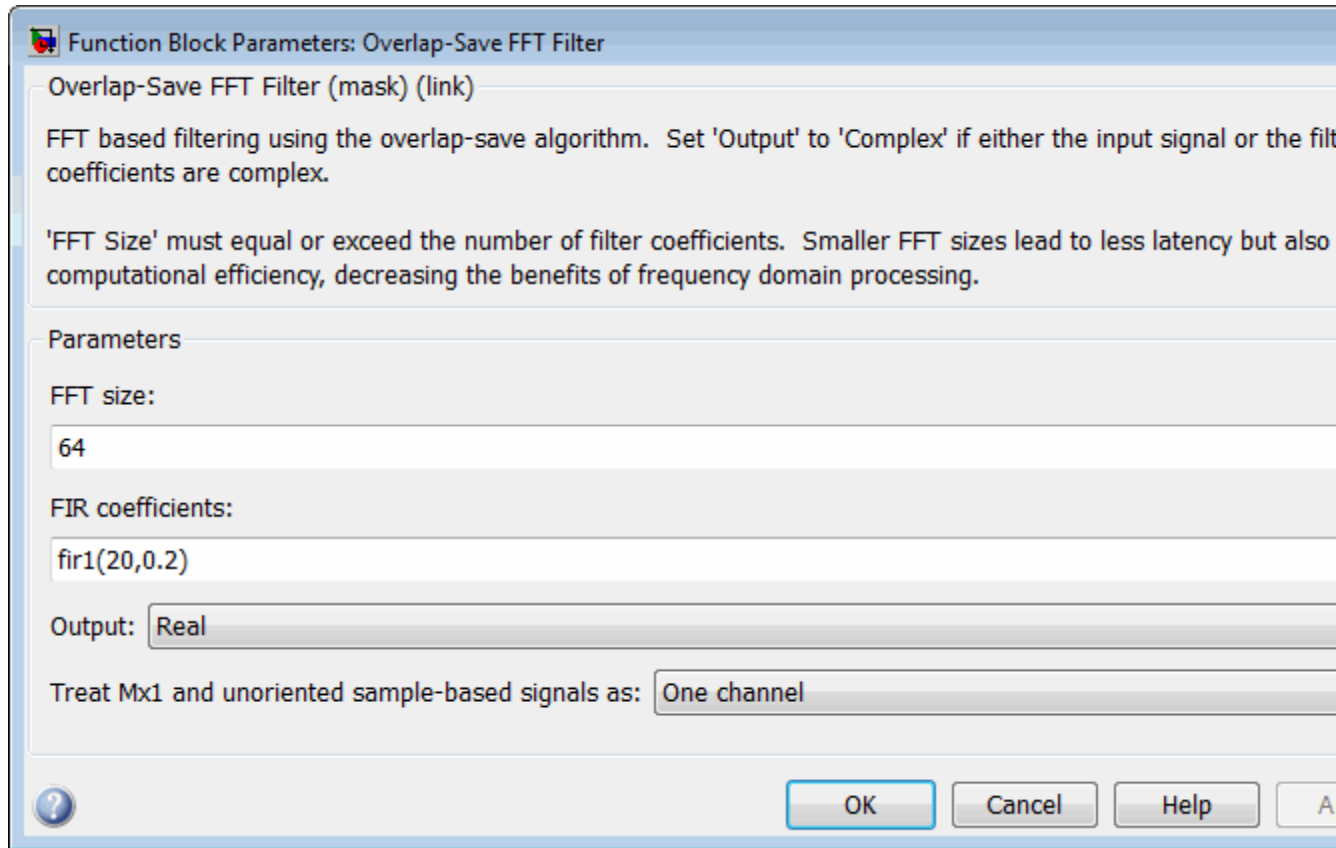 Function Block Parameters: Overlap-Save FFT Filter
Overlap-Save FFT Filter (mask) (link)
FFT based filtering using the overlap-save algorithm.  Set 'Output' to 'Complex' if either the input signal or the
coefficients are complex.
'FFT Size' must equal or exceed the number of filter coefficients.  Smaller FFT sizes lead to less latency but also
computational efficiency, decreasing the benefits of frequency domain processing.
Parameters
FFT size:
64
FIR coefficients:
fir1(20,0.2)
Output: Real
Treat Mx1 and unoriented sample-based signals as: One channel
OK Cancel Help